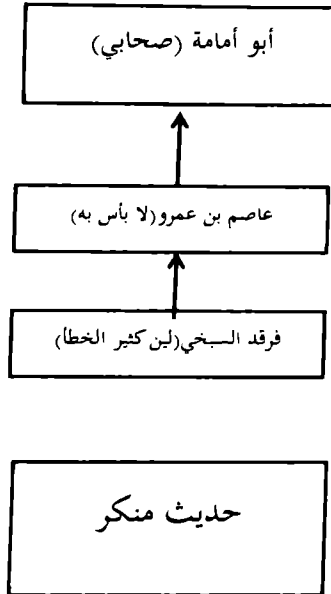 أبو أمامة (صحابي)
عاصم بن عمرو(لا بأس به)
فرقد السبخي(لين كثير الخطأ)
حديث منكر